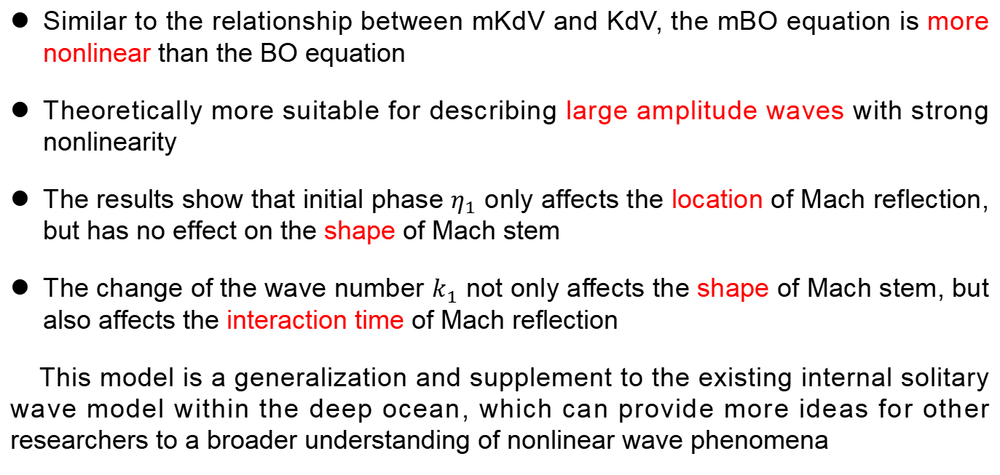 ● Similar to the relationship between mKdV and KdV, the mBO equation is more
nonlinear than the BO equation
● Theoretically more suitable for describing large amplitude waves with strong
nonlinearity
● The results show that initial phase 𝜂₁ only affects the location of Mach reflection,
but has no effect on the shape of Mach stem
● The change of the wave number 𝑘₁ not only affects the shape of Mach stem, but
also affects the interaction time of Mach reflection
This model is a generalization and supplement to the existing internal solitary
wave model within the deep ocean, which can provide more ideas for other
researchers to a broader understanding of nonlinear wave phenomena